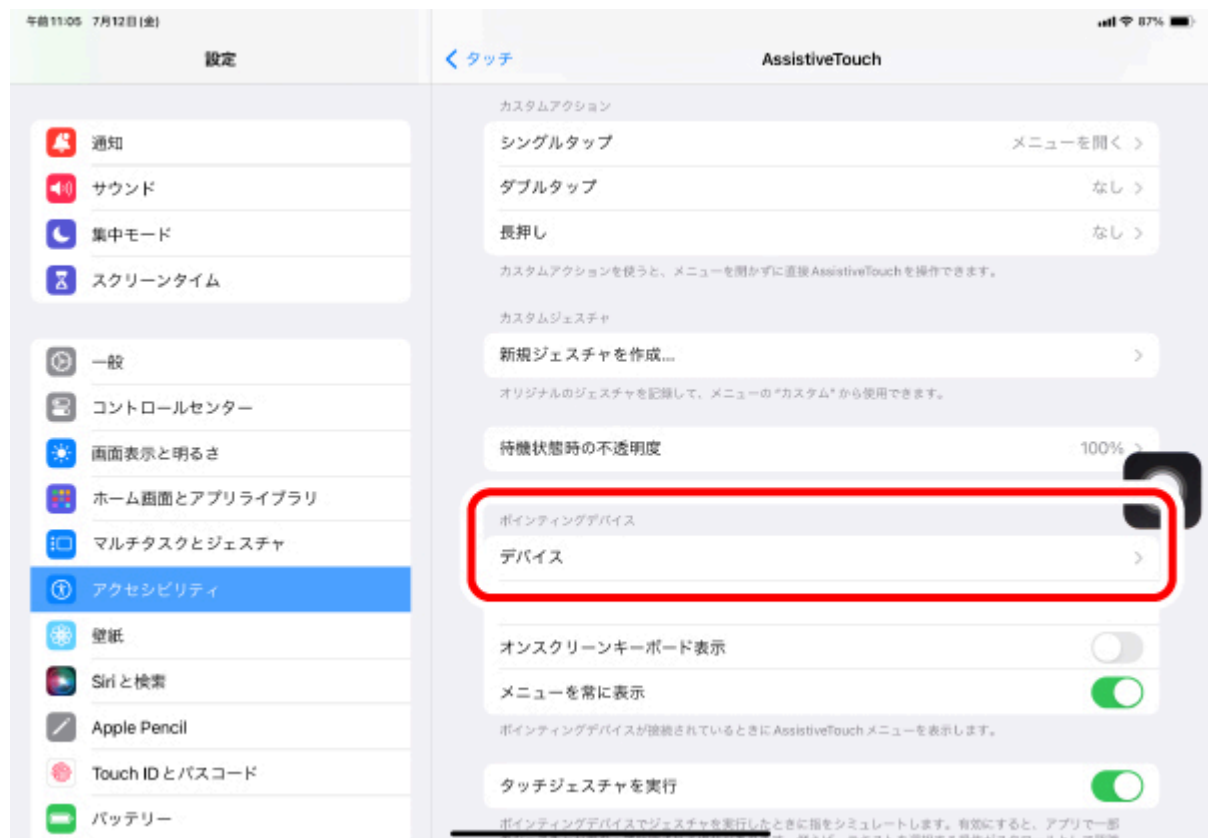 午前11:05 7月12日(金)
87%
設定
通知
サウンド
集中モード
スクリーンタイム
一般
コントロールセンター
画面表示と明るさ
ホーム画面とアプリライブラリ
マルチタスクとジェスチャ
アクセシビリティ
壁紙
Siriと検索
Apple Pencil
Touch IDとパスコード
バッテリー
タッチ
AssistiveTouch
カスタムアクション
シングルタップ メニューを開く
ダブルタップ なし
長押し なし
カスタムアクションを使うと、メニューを開かずに直接AssistiveTouchを操作できます。
カスタムジェスチャ
新規ジェスチャを作成...
オリジナルのジェスチャを記録して、メニューの"カスタム"から使用できます。
待機状態時の不透明度 100%
ポインティングデバイス
デバイス
オンスクリーンキーボード表示
メニューを常に表示
ポインティングデバイスが接続されているときにAssistiveTouchメニューを表示します。
タッチジェスチャを実行
ポインティングデバイスでジェスチャを実行したときに指をシミュレートします。有効にすると、アプリで一部